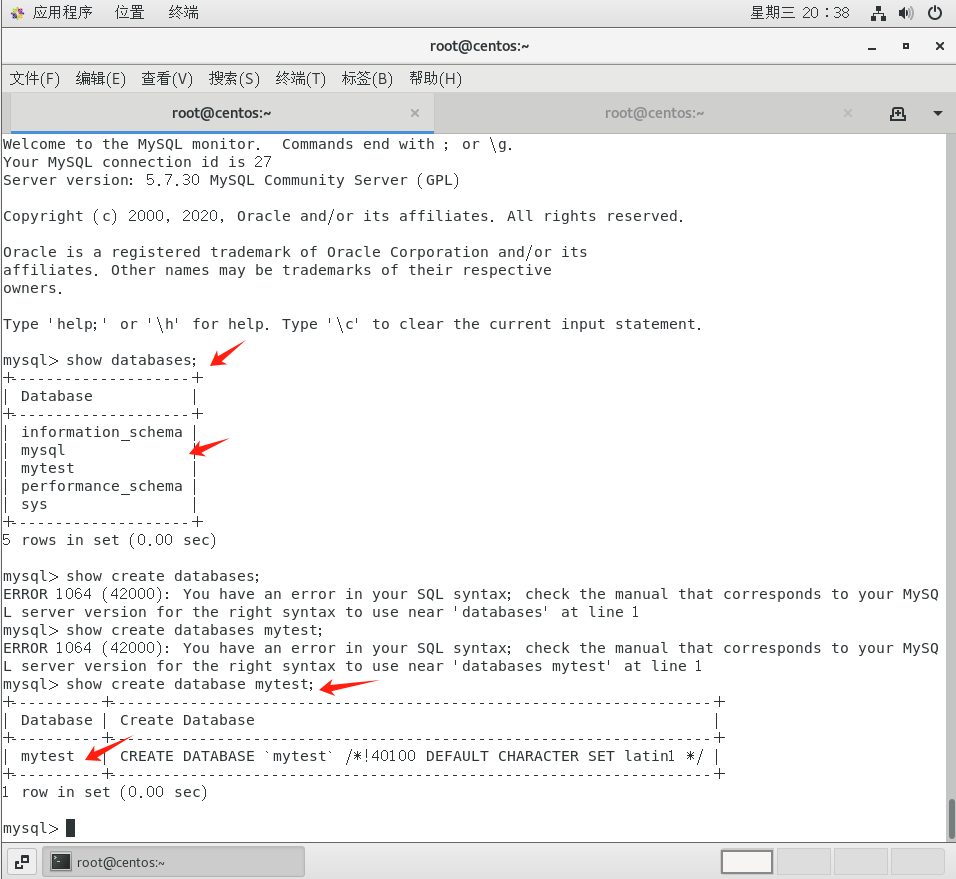 应用程序 位置 终端 星期三 20：38
root@centos:~
文件(F) 编辑(E) 查看(V) 搜索(S) 终端(T) 标签(B) 帮助(H)
root@centos:~ × root@centos:~ ×
Welcome to the MySQL monitor.  Commands end with ; or \g.
Your MySQL connection id is 27
Server version: 5.7.30 MySQL Community Server (GPL)
Copyright (c) 2000, 2020, Oracle and/or its affiliates. All rights reserved.
Oracle is a registered trademark of Oracle Corporation and/or its
affiliates. Other names may be trademarks of their respective
owners.
Type 'help;' or '\h' for help. Type '\c' to clear the current input statement.
mysql> show databases;
+--------------------+
| Database           |
+--------------------+
| information_schema |
| mysql              |
| mytest             |
| performance_schema |
| sys                |
+--------------------+
5 rows in set (0.00 sec)
mysql> show create databases;
ERROR 1064 (42000): You have an error in your SQL syntax; check the manual that corresponds to your MySQ
L server version for the right syntax to use near 'databases' at line 1
mysql> show create databases mytest;
ERROR 1064 (42000): You have an error in your SQL syntax; check the manual that corresponds to your MySQ
L server version for the right syntax to use near 'databases mytest' at line 1
mysql> show create database mytest;
+----------+-------------------------------------------------------------------+
| Database | Create Database                                                   |
+----------+-------------------------------------------------------------------+
| mytest   | CREATE DATABASE `mytest` /*!40100 DEFAULT CHARACTER SET latin1 */ |
+----------+-------------------------------------------------------------------+
1 row in set (0.00 sec)
mysql>
root@centos:~